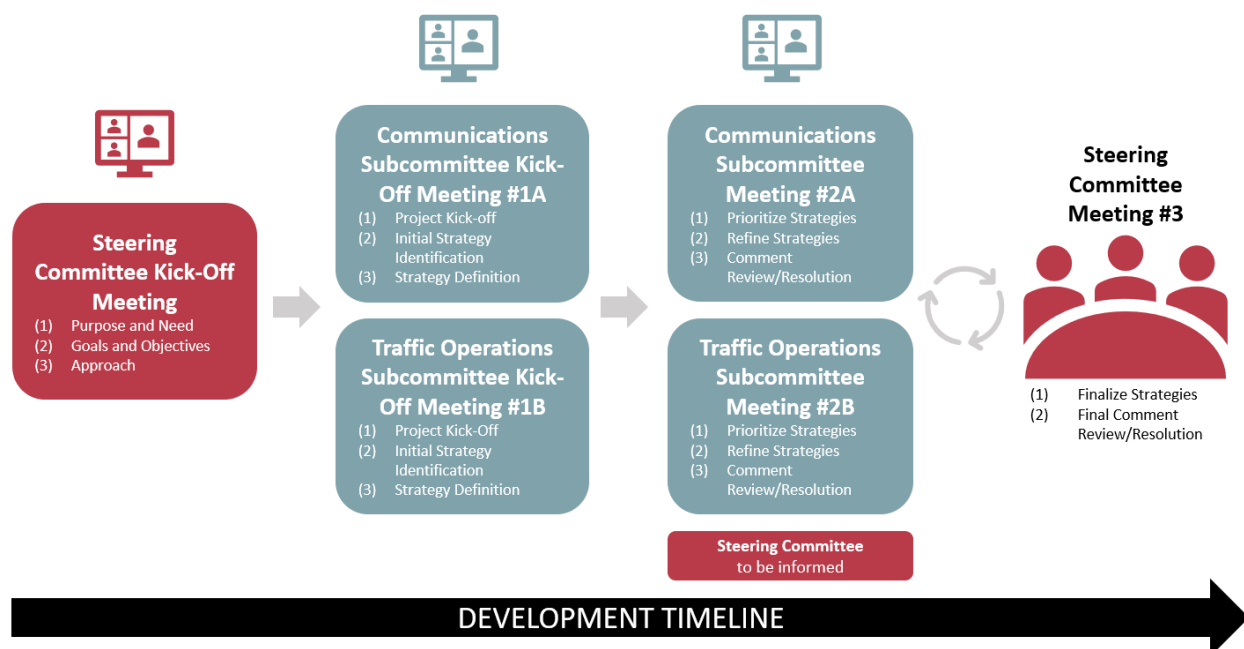 Steering
Committee Kick-Off
Meeting
(1) Purpose and Need
(2) Goals and Objectives
(3) Approach
Communications
Subcommittee Kick-
Off Meeting #1A
(1) Project Kick-off
(2) Initial Strategy
Identification
(3) Strategy Definition
Traffic Operations
Subcommittee Kick-
Off Meeting #1B
(1) Project Kick-Off
(2) Initial Strategy
Identification
(3) Strategy Definition
Communications
Subcommittee
Meeting #2A
(1) Prioritize Strategies
(2) Refine Strategies
(3) Comment
Review/Resolution
Traffic Operations
Subcommittee
Meeting #2B
(1) Prioritize Strategies
(2) Refine Strategies
(3) Comment
Review/Resolution
Steering Committee
to be informed
Steering
Committee
Meeting #3
(1) Finalize Strategies
(2) Final Comment
Review/Resolution
DEVELOPMENT TIMELINE